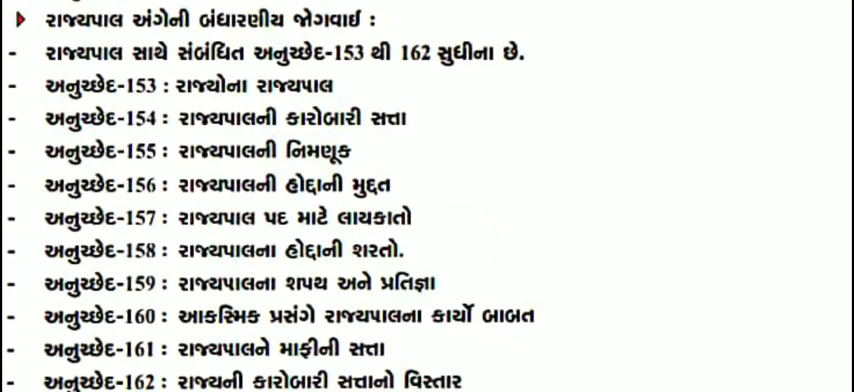 રાજ્યપાલ અંગેની બંધારણીય જોગવાઈ :
- રાજ્યપાલ સાથે સંબંધિત અનુચ્છેદ-153 થી 162 સુધીના છે.
- અનુચ્છેદ-153 : રાજ્યોના રાજ્યપાલ
- અનુચ્છેદ-154 : રાજ્યપાલની કારોબારી સત્તા
- અનુચ્છેદ-155 : રાજ્યપાલની નિમણૂક
- અનુચ્છેદ-156 : રાજ્યપાલની હોદ્દાની મુદ્દત
- અનુચ્છેદ-157 : રાજ્યપાલ પદ માટે લાયકાતો
- અનુચ્છેદ-158 : રાજ્યપાલના હોદ્દાની શરતો.
- અનુચ્છેદ-159 : રાજ્યપાલના શપથ અને પ્રતિજ્ઞા
- અનુચ્છેદ-160 : આકસ્મિક પ્રસંગે રાજ્યપાલના કાર્યો બાબત
- અનુચ્છેદ-161 : રાજ્યપાલને માફીની સત્તા
- અનુચ્છેદ-162 : રાજ્યની કારોબારી સત્તાનો વિસ્તાર